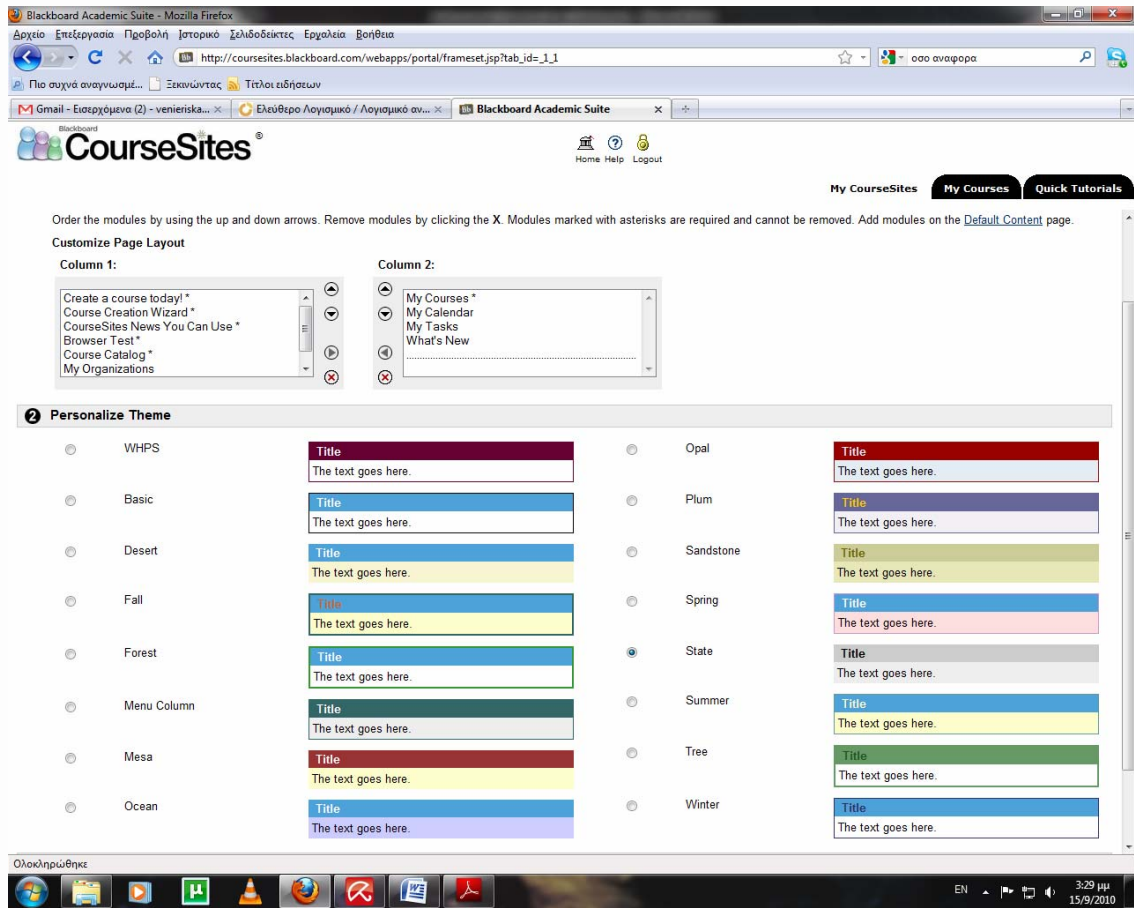 Blackboard Academic Suite - Mozilla Firefox
Αρχείο Επεξεργασία Προβολή Ιστορικό Σελιδοδείκτες Εργαλεία Βοήθεια
http://coursesites.blackboard.com/webapps/portal/frameset.jsp?tab_id=_1_1
οσο αναφορα
Πιο συχνά αναγνωσμέ... Ξεκινώντας Τίτλοι ειδήσεων
Gmail - Εισερχόμενα (2) - venieriska... Ελεύθερο Λογισμικό / Λογισμικό αν... Blackboard Academic Suite
Blackboard
CourseSites®
Home Help Logout
My CourseSites My Courses Quick Tutorials
Order the modules by using the up and down arrows. Remove modules by clicking the X. Modules marked with asterisks are required and cannot be removed. Add modules on the Default Content page.
Customize Page Layout
Column 1:
Create a course today! *
Course Creation Wizard *
CourseSites News You Can Use *
Browser Test *
Course Catalog *
My Organizations
Column 2:
My Courses *
My Calendar
My Tasks
What's New
2 Personalize Theme
WHPS
Title
The text goes here.
Opal
Title
The text goes here.
Basic
Title
The text goes here.
Plum
Title
The text goes here.
Desert
Title
The text goes here.
Sandstone
Title
The text goes here.
Fall
Title
The text goes here.
Spring
Title
The text goes here.
Forest
Title
The text goes here.
State
Title
The text goes here.
Menu Column
Title
The text goes here.
Summer
Title
The text goes here.
Mesa
Title
The text goes here.
Tree
Title
The text goes here.
Ocean
Title
The text goes here.
Winter
Title
The text goes here.
Ολοκληρώθηκε
EN
3:29 μμ
15/9/2010